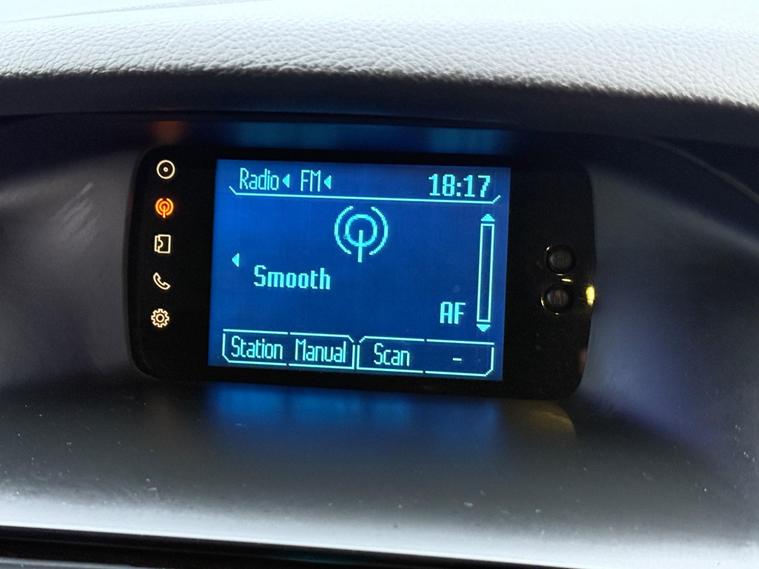 Radio FM 18:17
Smooth
AF
Station Manual Scan -